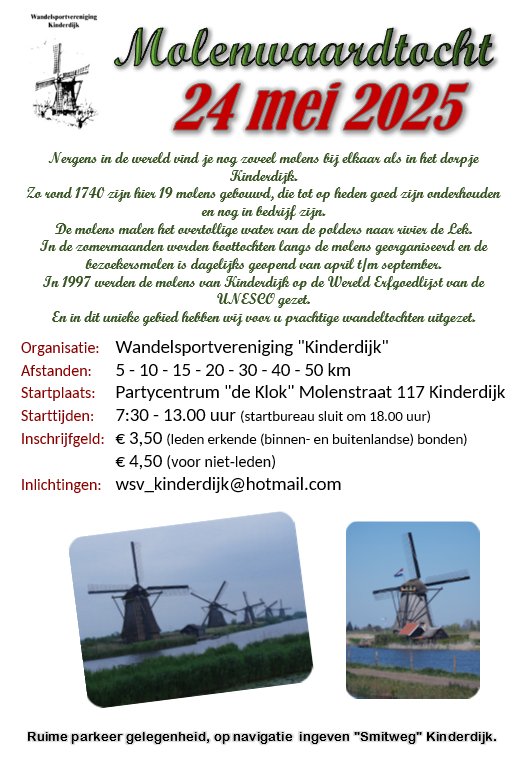 Wandelsportvereniging
Kinderdijk
Molenwaardtocht
24 mei 2025
Nergens in de wereld vind je nog zoveel molens bij elkaar als in het dorpje
Kinderdijk.
Zo rond 1740 zijn hier 19 molens gebouwd, die tot op heden goed zijn onderhouden
en nog in bedrijf zijn.
De molens malen het overtollige water van de polders naar rivier de Lek.
In de zomermaanden worden boottochten langs de molens georganiseerd en de
bezoekersmolen is dagelijks geopend van april t/m september.
In 1997 werden de molens van Kinderdijk op de Wereld Erfgoedlijst van de
UNESCO gezet.
En in dit unieke gebied hebben wij voor u prachtige wandeltochten uitgezet.
Organisatie: Wandelsportvereniging "Kinderdijk"
Afstanden: 5 - 10 - 15 - 20 - 30 - 40 - 50 km
Startplaats: Partycentrum "de Klok" Molenstraat 117 Kinderdijk
Starttijden: 7:30 - 13.00 uur (startbureau sluit om 18.00 uur)
Inschrijfgeld: € 3,50 (leden erkende (binnen- en buitenlandse) bonden)
€ 4,50 (voor niet-leden)
Inlichtingen: wsv_kinderdijk@hotmail.com
Ruime parkeer gelegenheid, op navigatie ingeven "Smitweg" Kinderdijk.